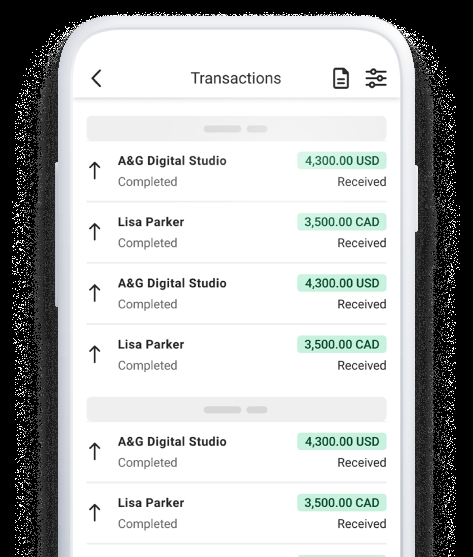 Transactions
A&G Digital Studio 4,300.00 USD
Completed Received
Lisa Parker 3,500.00 CAD
Completed Received
A&G Digital Studio 4,300.00 USD
Completed Received
Lisa Parker 3,500.00 CAD
Completed Received
A&G Digital Studio 4,300.00 USD
Completed Received
Lisa Parker 3,500.00 CAD
Completed Received